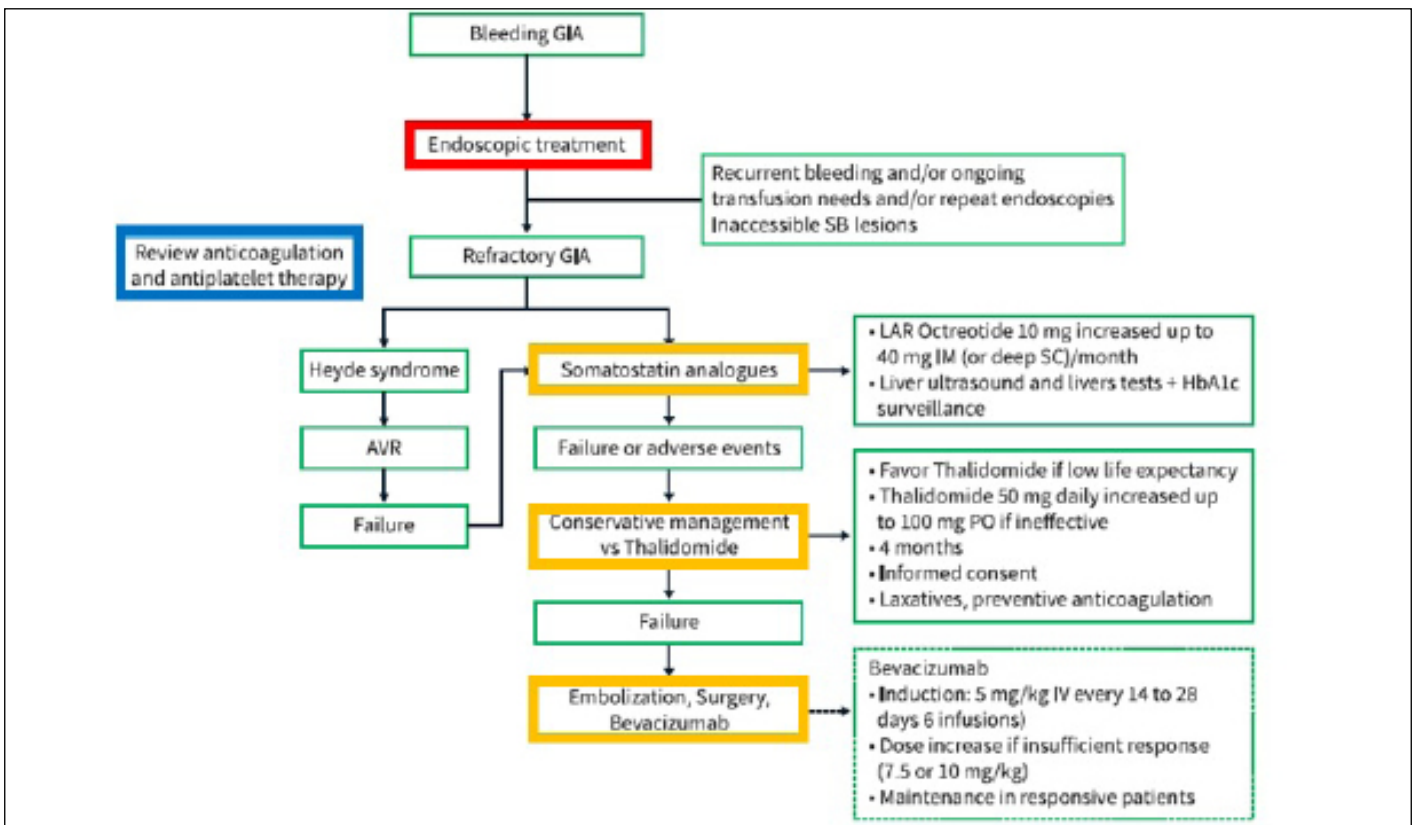 Bleeding GIA
Endoscopic treatment
Recurrent bleeding and/or ongoing
transfusion needs and/or repeat endoscopies
Inaccessible SB lesions
Review anticoagulation
and antiplatelet therapy
Refractory GIA
Heyde syndrome
AVR
Failure
Somatostatin analogues
• LAR Octreotide 10 mg increased up to
40 mg IM (or deep SC)/month
• Liver ultrasound and livers tests + HbA1c
surveillance
Failure or adverse events
Conservative management
vs Thalidomide
• Favor Thalidomide if low life expectancy
• Thalidomide 50 mg daily increased up
to 100 mg PO if ineffective
• 4 months
• Informed consent
• Laxatives, preventive anticoagulation
Failure
Embolization, Surgery,
Bevacizumab
Bevacizumab
• Induction: 5 mg/kg IV every 14 to 28
days 6 infusions)
• Dose increase if insufficient response
(7.5 or 10 mg/kg)
• Maintenance in responsive patients